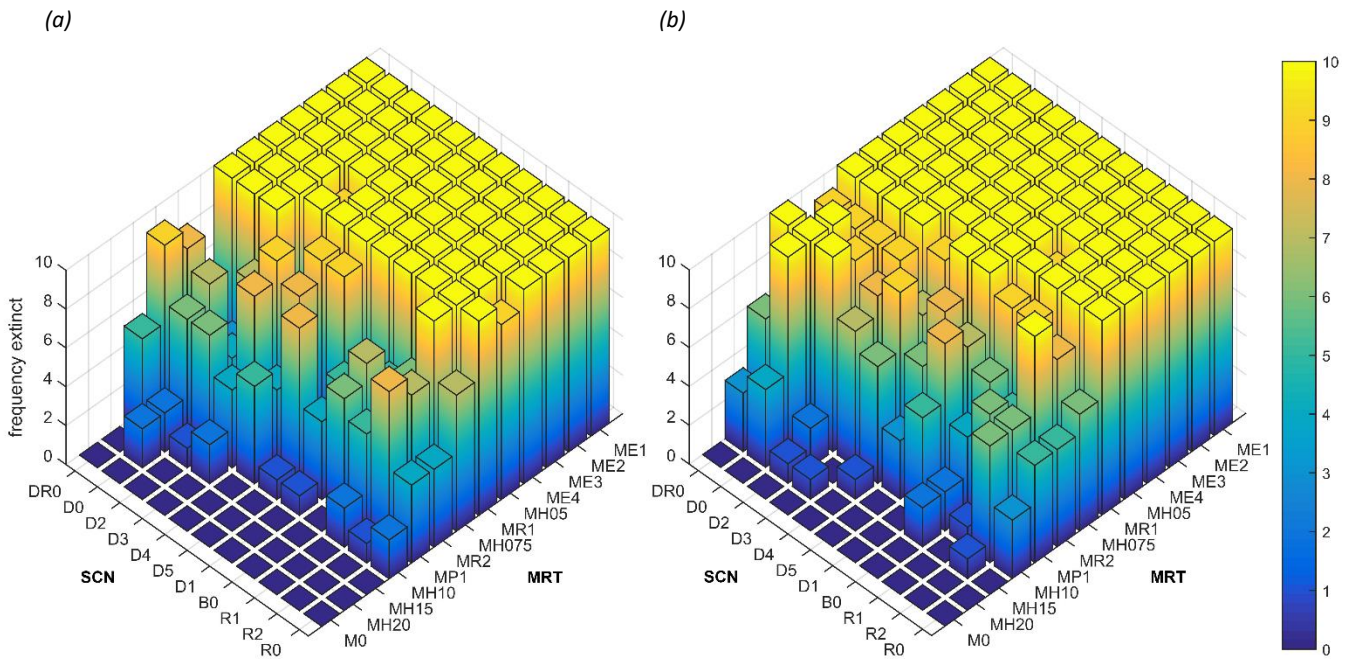 (a)
(b)
frequency extinct
10
8
6
4
2
0
DR0
D0
D2
D3
D4
D5
D1
B0
R1
R2
R0
SCN
M0
MH20
MH15
MH10
MP1
MR2
MH075
MR1
MH05
ME4
ME3
ME2
ME1
MRT
frequency extinct
10
8
6
4
2
0
DR0
D0
D2
D3
D4
D5
D1
B0
R1
R2
R0
SCN
M0
MH20
MH15
MH10
MP1
MR2
MH075
MR1
MH05
ME4
ME3
ME2
ME1
MRT
10
9
8
7
6
5
4
3
2
1
0